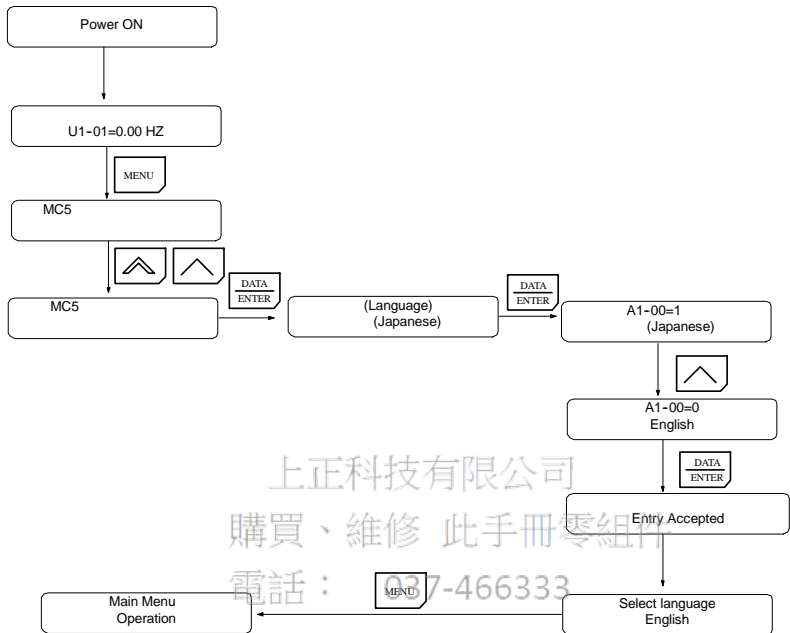 Power ON
U1-01=0.00 HZ
MENU
MC5
MC5
DATA
ENTER
(Language)
(Japanese)
DATA
ENTER
A1-00=1
(Japanese)
A1-00=0
English
DATA
ENTER
上正科技有限公司
Entry Accepted
購買、維修 此手冊零組件
電話： 037-466333
MENU
Select language
English
Main Menu
Operation